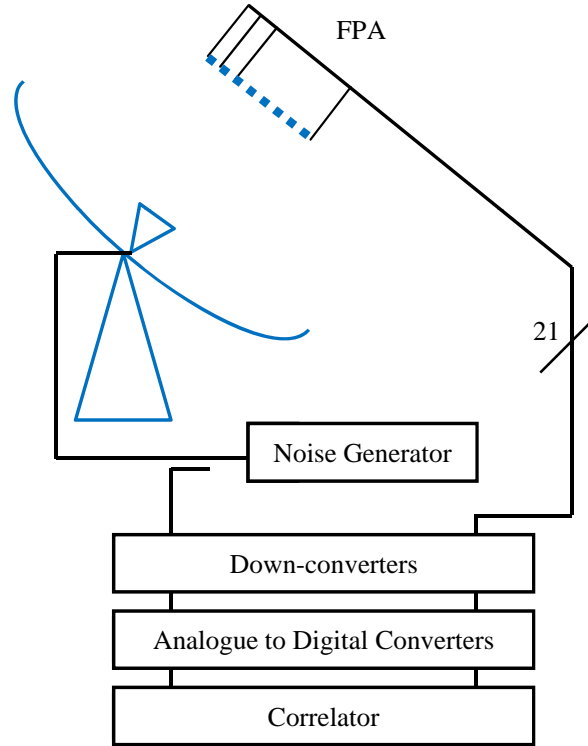 FPA
21
Noise Generator
Down-converters
Analogue to Digital Converters
Correlator